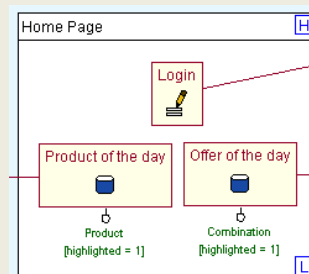 Home Page
H
Login
Product of the day
Offer of the day
Product
[highlighted = 1]
Combination
[highlighted = 1]
L